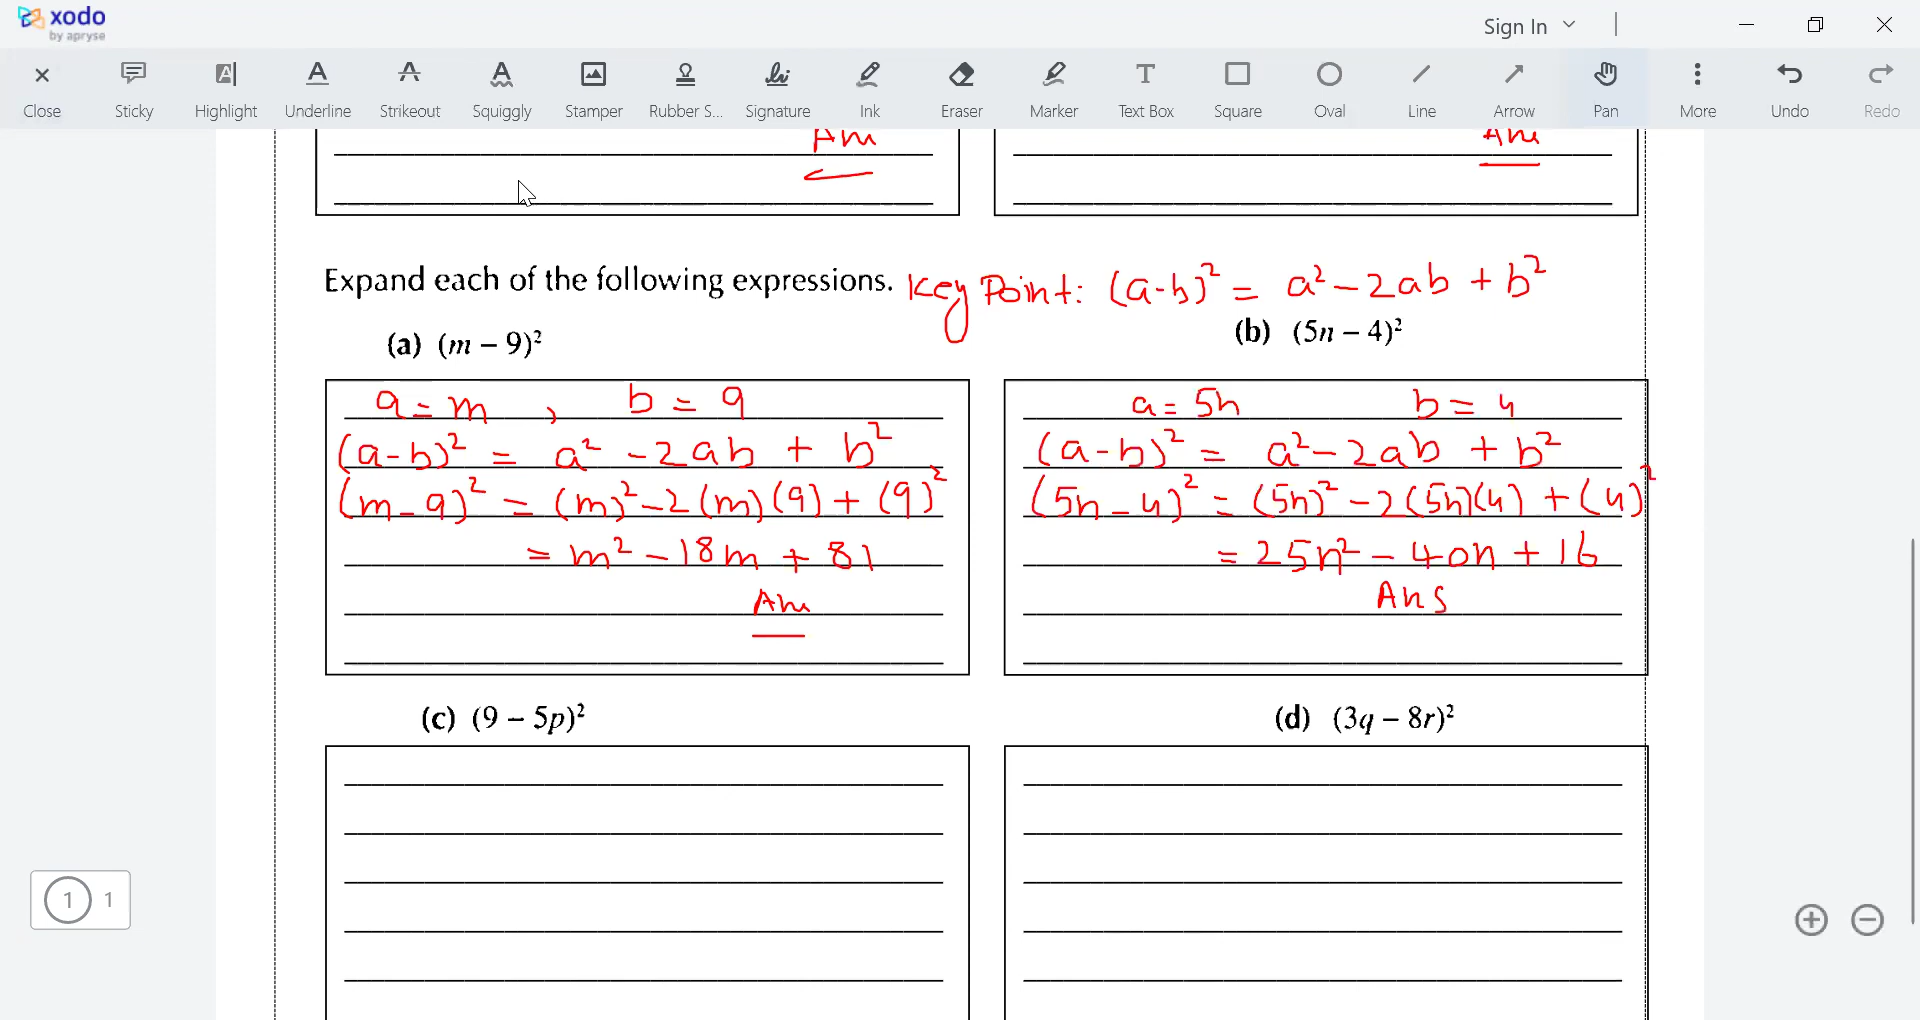 xodo
by apryse
Sign In
Close Sticky Highlight Underline Strikeout Squiggly Stamper Rubber S... Signature Ink Eraser Marker Text Box Square Oval Line Arrow Pan More Undo Redo
Ans Ans
Expand each of the following expressions. Key Point: (a-b)² = a² - 2ab + b²
(a) (m – 9)² (b) (5n – 4)²
a = m , b = 9
(a-b)² = a² - 2ab + b²
(m-9)² = (m)² - 2(m)(9) + (9)²
= m² - 18m + 81
Ans
a = 5n b = 4
(a-b)² = a² - 2ab + b²
(5n-4)² = (5n)² - 2(5n)(4) + (4)²
= 25n² - 40n + 16
Ans
(c) (9 – 5p)² (d) (3q – 8r)²
1 1